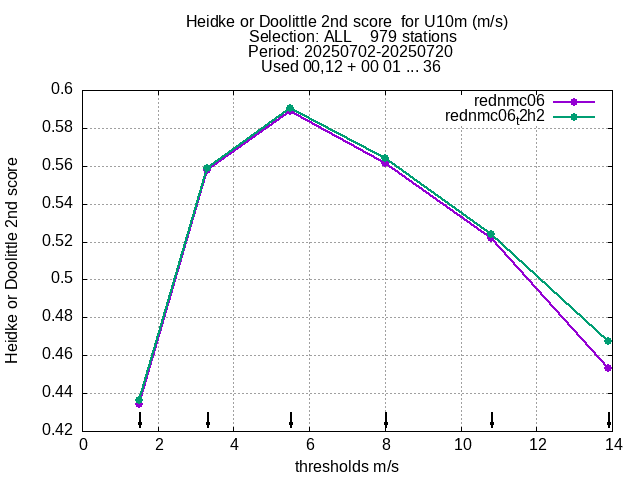 Heidke or Doolittle 2nd score  for U10m (m/s)
Selection: ALL    979 stations
Period: 20250702-20250720
Used 00,12 + 00 01 ... 36
rednmc06
rednmc06t2h2
Heidke or Doolittle 2nd score
0.6
0.58
0.56
0.54
0.52
0.5
0.48
0.46
0.44
0.42
0 2 4 6 8 10 12 14
thresholds m/s